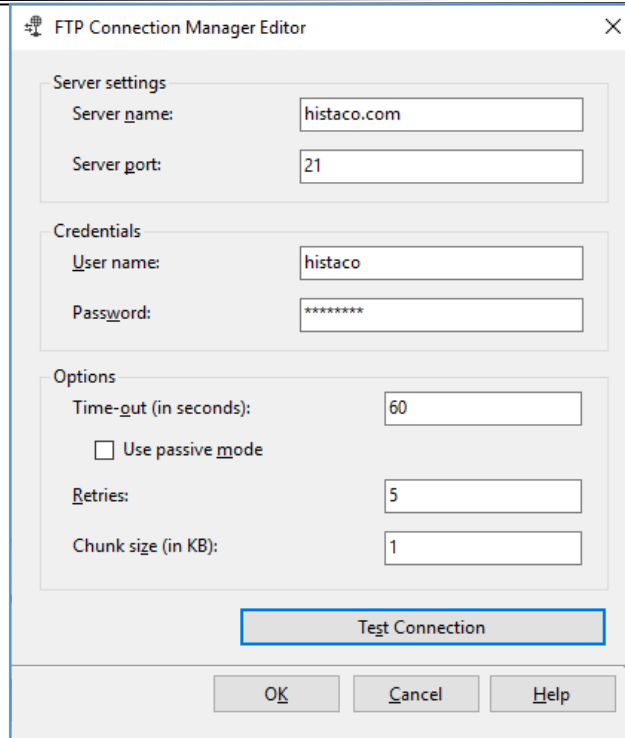 FTP Connection Manager Editor
Server settings
Server name: histaco.com
Server port: 21
Credentials
User name: histaco
Password: ********
Options
Time-out (in seconds): 60
Use passive mode
Retries: 5
Chunk size (in KB): 1
Test Connection
OK Cancel Help